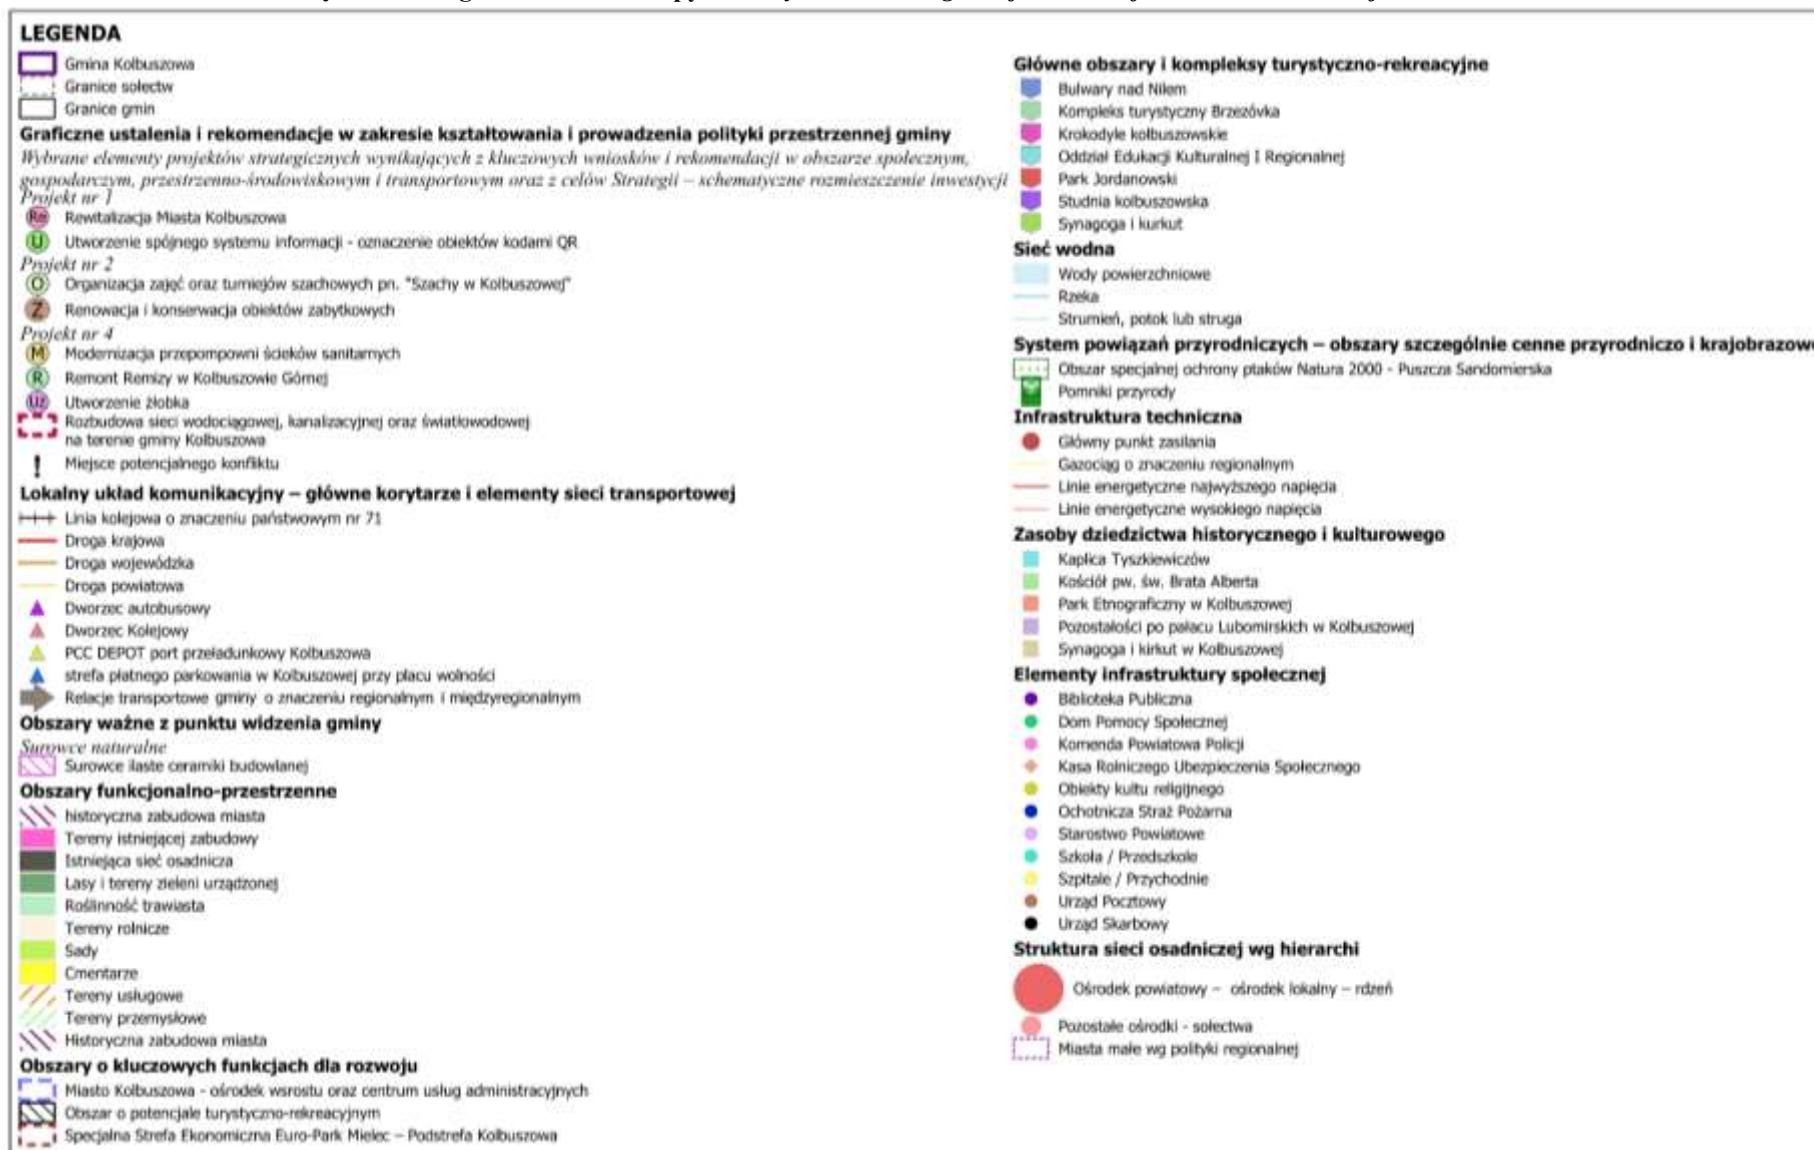 LEGENDA
Gmina Kolbuszowa
Granice sołectw
Granice gmin
Graficzne ustalenia i rekomendacje w zakresie kształtowania i prowadzenia polityki przestrzennej gminy
Wybrane elementy projektów strategicznych wynikających z kluczowych wniosków i rekomendacji w obszarze społecznym,
gospodarczym, przestrzenno-środowiskowym i transportowym oraz z celów Strategii – schematyczne rozmieszczenie inwestycji
Projekt nr 1
Re Rewitalizacja Miasta Kolbuszowa
U Utworzenie spójnego systemu informacji - oznaczenie obiektów kodami QR
Projekt nr 2
O Organizacja zajęć oraz turniejów szachowych pn. "Szachy w Kolbuszowej"
Z Renowacja i konserwacja obiektów zabytkowych
Projekt nr 4
M Modernizacja przepompowni ścieków sanitarnych
R Remont Remizy w Kolbuszowie Górnej
Uż Utworzenie żłobka
Rozbudowa sieci wodociągowej, kanalizacyjnej oraz światłowodowej
na terenie gminy Kolbuszowa
! Miejsce potencjalnego konfliktu
Lokalny układ komunikacyjny – główne korytarze i elementy sieci transportowej
Linia kolejowa o znaczeniu państwowym nr 71
Droga krajowa
Droga wojewódzka
Droga powiatowa
Dworzec autobusowy
Dworzec Kolejowy
PCC DEPOT port przeładunkowy Kolbuszowa
strefa płatnego parkowania w Kolbuszowej przy placu wolności
Relacje transportowe gminy o znaczeniu regionalnym i międzyregionalnym
Obszary ważne z punktu widzenia gminy
Surowce naturalne
Surowce ilaste ceramiki budowlanej
Obszary funkcjonalno-przestrzenne
historyczna zabudowa miasta
Tereny istniejącej zabudowy
Istniejąca sieć osadnicza
Lasy i tereny zieleni urządzonej
Roślinność trawiasta
Tereny rolnicze
Sady
Cmentarze
Tereny usługowe
Tereny przemysłowe
Historyczna zabudowa miasta
Obszary o kluczowych funkcjach dla rozwoju
Miasto Kolbuszowa - ośrodek wsrostu oraz centrum usług administracyjnych
Obszar o potencjale turystyczno-rekreacyjnym
Specjalna Strefa Ekonomiczna Euro-Park Mielec – Podstrefa Kolbuszowa
Główne obszary i kompleksy turystyczno-rekreacyjne
Bulwary nad Nilem
Kompleks turystyczny Brzezówka
Krokodyle kolbuszowskie
Oddział Edukacji Kulturalnej I Regionalnej
Park Jordanowski
Studnia kolbuszowska
Synagoga i kurkut
Sieć wodna
Wody powierzchniowe
Rzeka
Strumień, potok lub struga
System powiązań przyrodniczych – obszary szczególnie cenne przyrodniczo i krajobrazowo
Obszar specjalnej ochrony ptaków Natura 2000 - Puszcza Sandomierska
Pomniki przyrody
Infrastruktura techniczna
Główny punkt zasilania
Gazociąg o znaczeniu regionalnym
Linie energetyczne najwyższego napięcia
Linie energetyczne wysokiego napięcia
Zasoby dziedzictwa historycznego i kulturowego
Kaplica Tyszkiewiczów
Kościół pw. św. Brata Alberta
Park Etnograficzny w Kolbuszowej
Pozostałości po pałacu Lubomirskich w Kolbuszowej
Synagoga i kirkut w Kolbuszowej
Elementy infrastruktury społecznej
Biblioteka Publiczna
Dom Pomocy Społecznej
Komenda Powiatowa Policji
Kasa Rolniczego Ubezpieczenia Społecznego
Obiekty kultu religijnego
Ochotnicza Straż Pożarna
Starostwo Powiatowe
Szkoła / Przedszkole
Szpitale / Przychodnie
Urząd Pocztowy
Urząd Skarbowy
Struktura sieci osadniczej wg hierarchi
Ośrodek powiatowy – ośrodek lokalny – rdzeń
Pozostałe ośrodki - sołectwa
Miasta małe wg polityki regionalnej